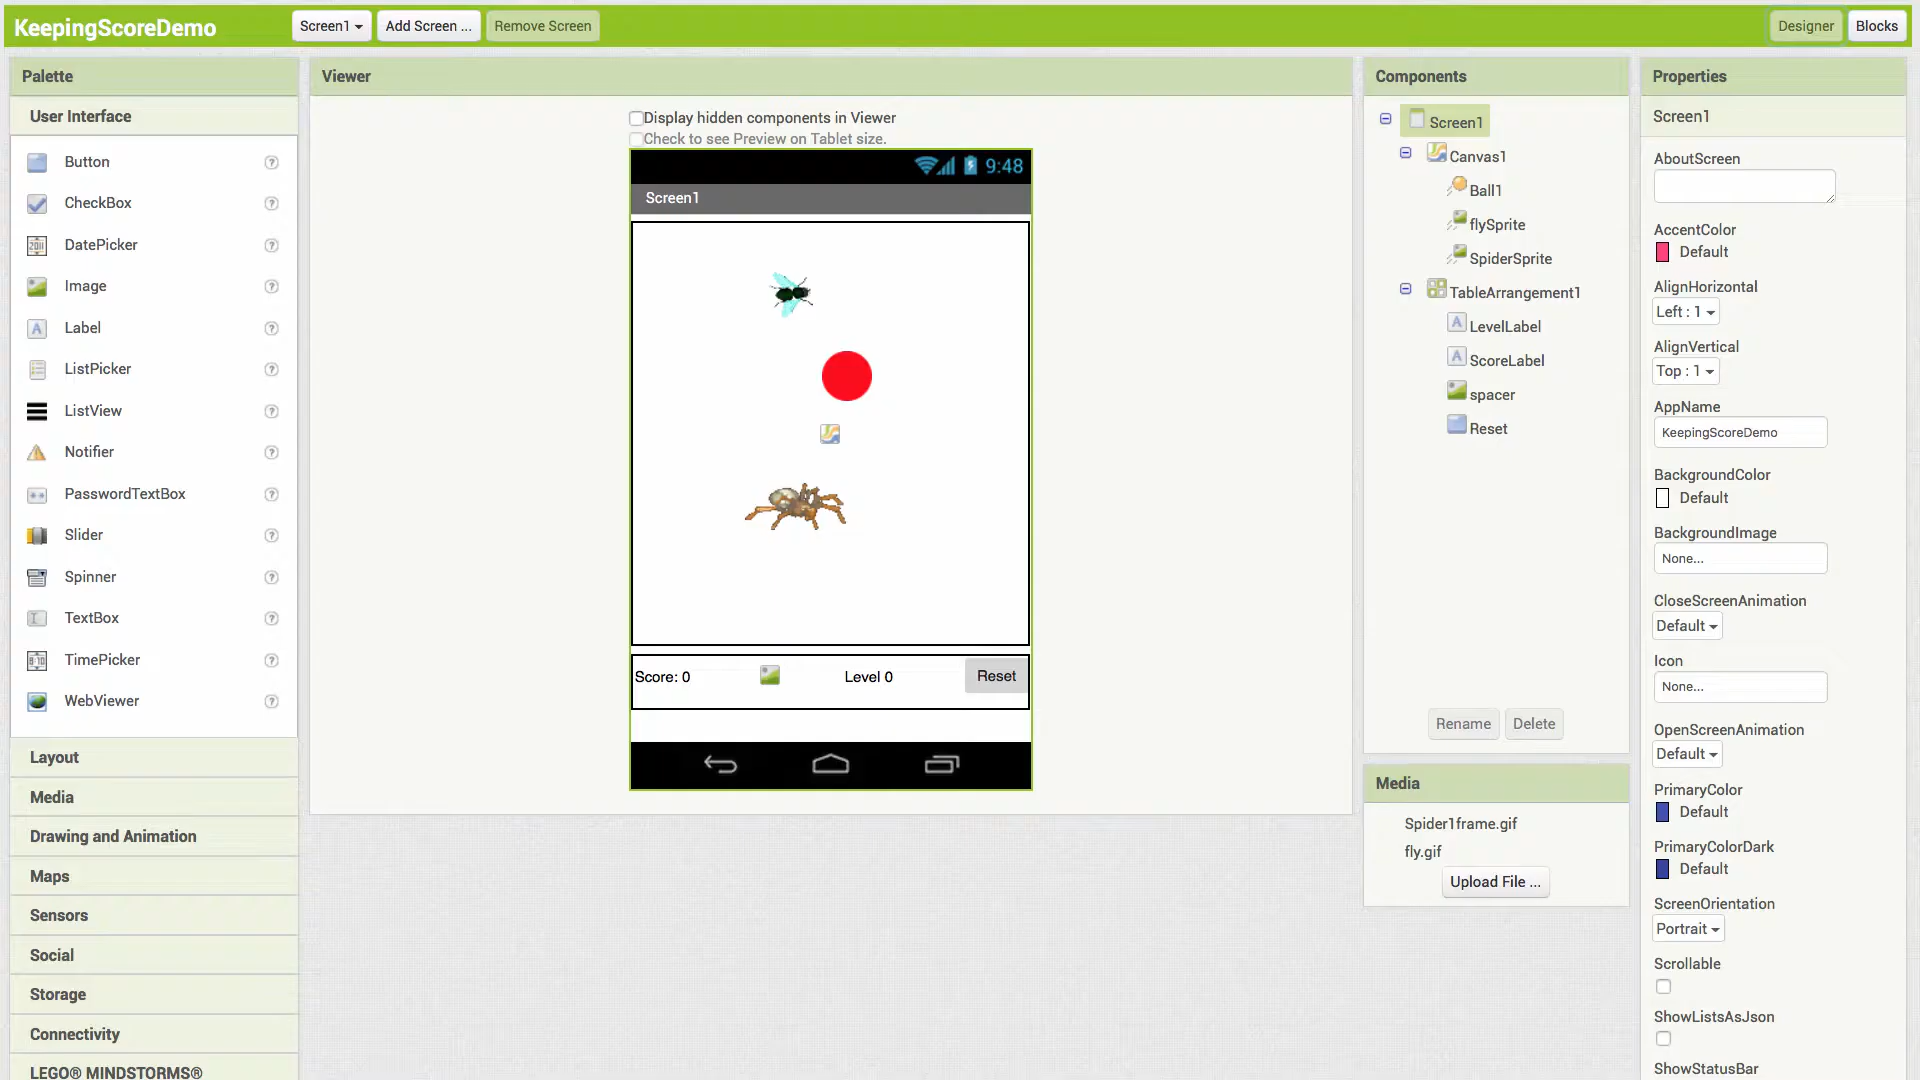 KeepingScoreDemo
Screen1
Add Screen ...
Remove Screen
Designer
Blocks
Palette
User Interface
Button
CheckBox
DatePicker
Image
Label
ListPicker
ListView
Notifier
PasswordTextBox
Slider
Spinner
TextBox
TimePicker
WebViewer
Layout
Media
Drawing and Animation
Maps
Sensors
Social
Storage
Connectivity
LEGO® MINDSTORMS®
Viewer
Display hidden components in Viewer
Check to see Preview on Tablet size.
9:48
Screen1
Score: 0
Level 0
Reset
Components
Screen1
Canvas1
Ball1
flySprite
SpiderSprite
TableArrangement1
LevelLabel
ScoreLabel
spacer
Reset
Rename
Delete
Media
Spider1frame.gif
fly.gif
Upload File ...
Properties
Screen1
AboutScreen
AccentColor
Default
AlignHorizontal
Left : 1
AlignVertical
Top : 1
AppName
KeepingScoreDemo
BackgroundColor
Default
BackgroundImage
None...
CloseScreenAnimation
Default
Icon
None...
OpenScreenAnimation
Default
PrimaryColor
Default
PrimaryColorDark
Default
ScreenOrientation
Portrait
Scrollable
ShowListsAsJson
ShowStatusBar